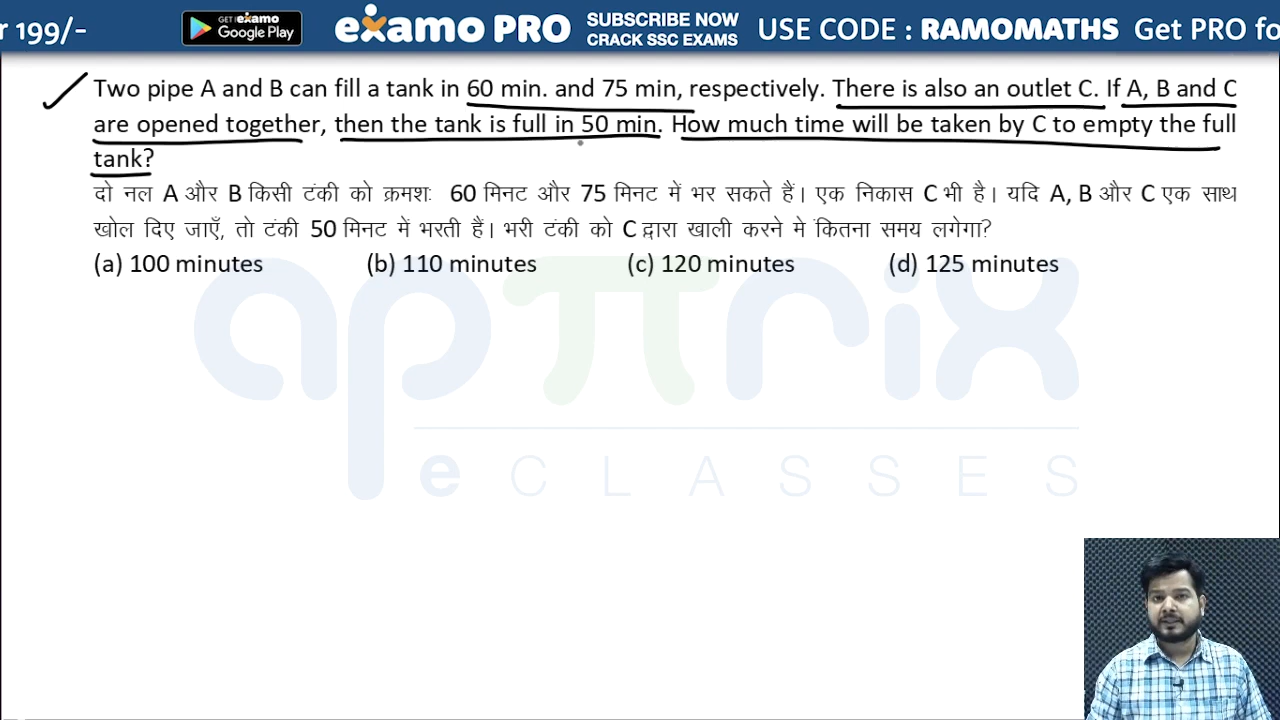 r 199/-
GET IT examo
Google Play
examo PRO
SUBSCRIBE NOW
CRACK SSC EXAMS
USE CODE : RAMOMATHS Get PRO fo
Two pipe A and B can fill a tank in 60 min. and 75 min, respectively. There is also an outlet C. If A, B and C
are opened together, then the tank is full in 50 min. How much time will be taken by C to empty the full
tank?
दो नल A और B किसी टंकी को क्रमशः 60 मिनट और 75 मिनट में भर सकते हैं। एक निकास C भी है। यदि A, B और C एक साथ
खोल दिए जाएँ, तो टंकी 50 मिनट में भरती हैं। भरी टंकी को C द्वारा खाली करने मे कितना समय लगेगा?
(a) 100 minutes (b) 110 minutes (c) 120 minutes (d) 125 minutes
apπrix
e CLASSES